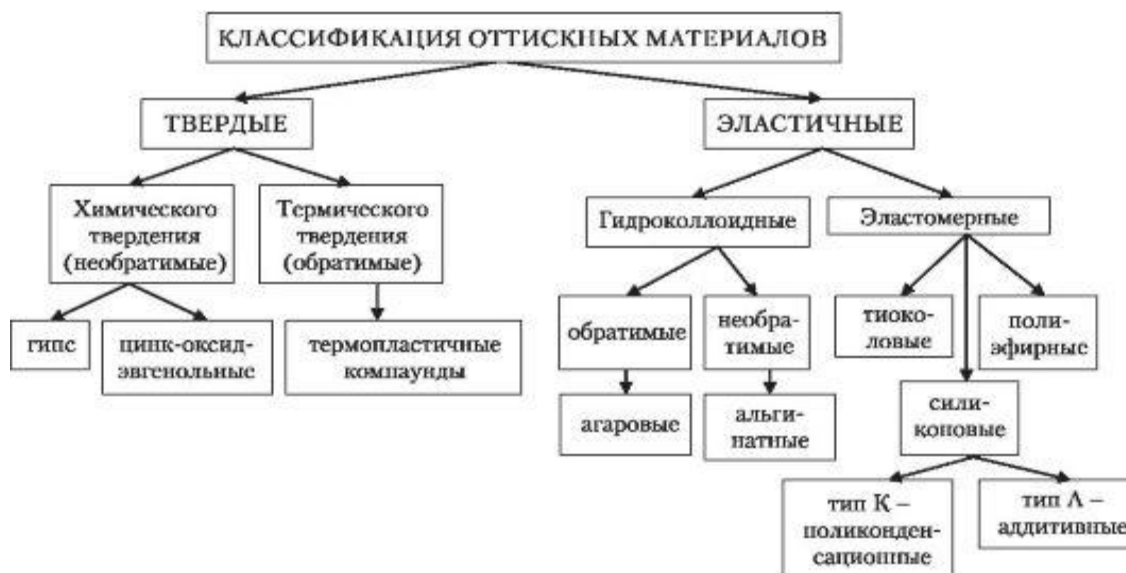 КЛАССИФИКАЦИЯ ОТТИСКНЫХ МАТЕРИАЛОВ
ТВЕРДЫЕ
ЭЛАСТИЧНЫЕ
Химического
твердения
(необратимые)
Термического
твердения
(обратимые)
Гидроколлоидные
Эластомерные
гипс
цинк-оксид-
эвгенольные
термопластичные
компаунды
обратимые
необра-
тимые
тиоко-
ловые
поли-
эфирные
агаровые
альги-
натные
сили-
коновые
тип К –
поликонден-
сационные
тип А –
аддитивные